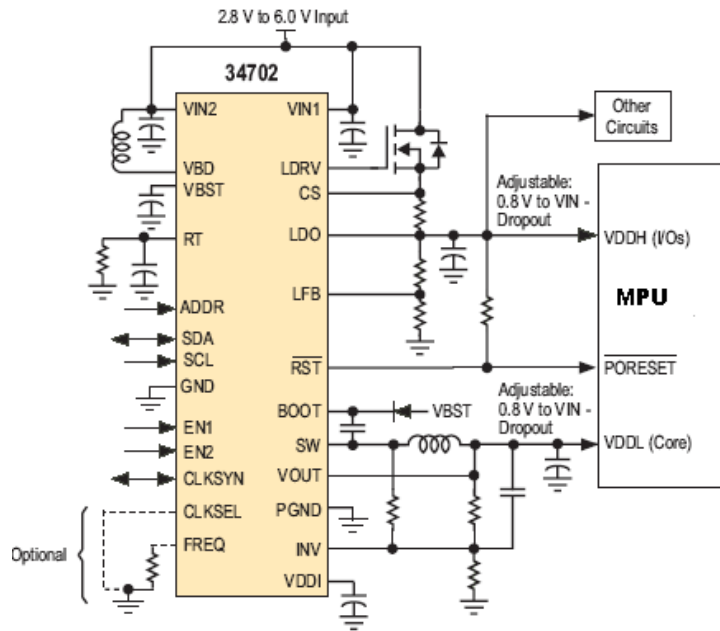 2.8 V to 6.0 V Input
34702
VIN2
VIN1
VBD
LDRV
VBST
CS
RT
LDO
LFB
ADDR
SDA
SCL
RST
GND
BOOT
VBST
EN1
SW
EN2
VOUT
CLKSYN
CLKSEL
PGND
FREQ
INV
VDDI
Optional
Other
Circuits
Adjustable:
0.8 V to VIN -
Dropout
VDDH (I/Os)
MPU
PORESET
Adjustable:
0.8 V to VIN -
Dropout
VDDL (Core)